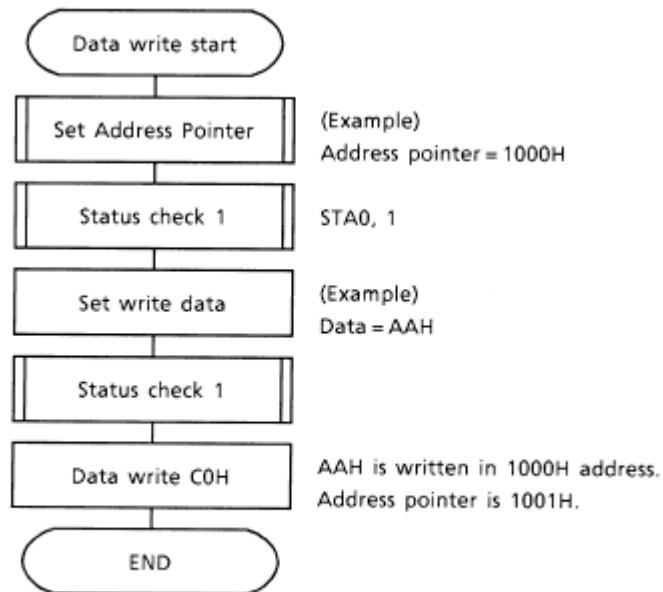 Data write start
Set Address Pointer
(Example)
Address pointer = 1000H
Status check 1
STA0, 1
Set write data
(Example)
Data = AAH
Status check 1
Data write C0H
AAH is written in 1000H address.
Address pointer is 1001H.
END